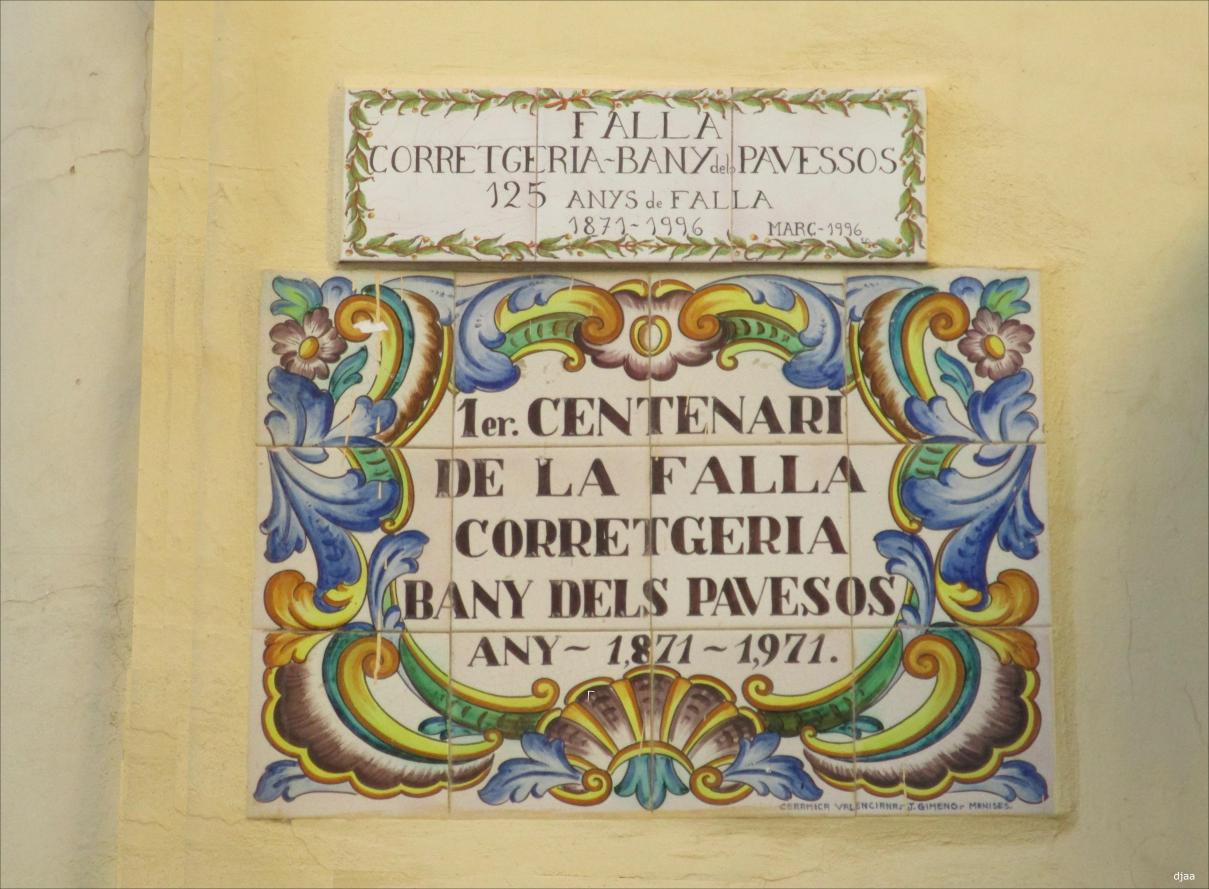 FALLA
CORRETGERIA-BANY dels PAVESSOS
125 ANYS de FALLA
1871-1996 MARÇ-1996
1er. CENTENARI
DE LA FALLA
CORRETGERIA
BANY DELS PAVESOS
ANY~ 1,871 ~ 1,971.
CERAMICA VALENCIANA: J. GIMENO- MANISES.
djaa